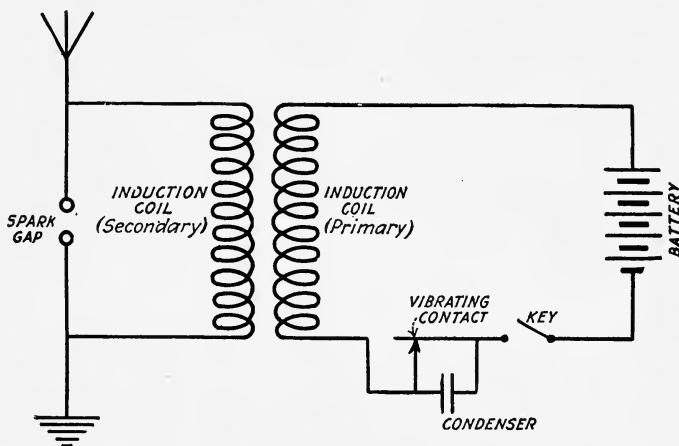 SPARK
GAP
INDUCTION
COIL
(Secondary)
INDUCTION
COIL
(Primary)
BATTERY
VIBRATING
CONTACT
KEY
CONDENSER